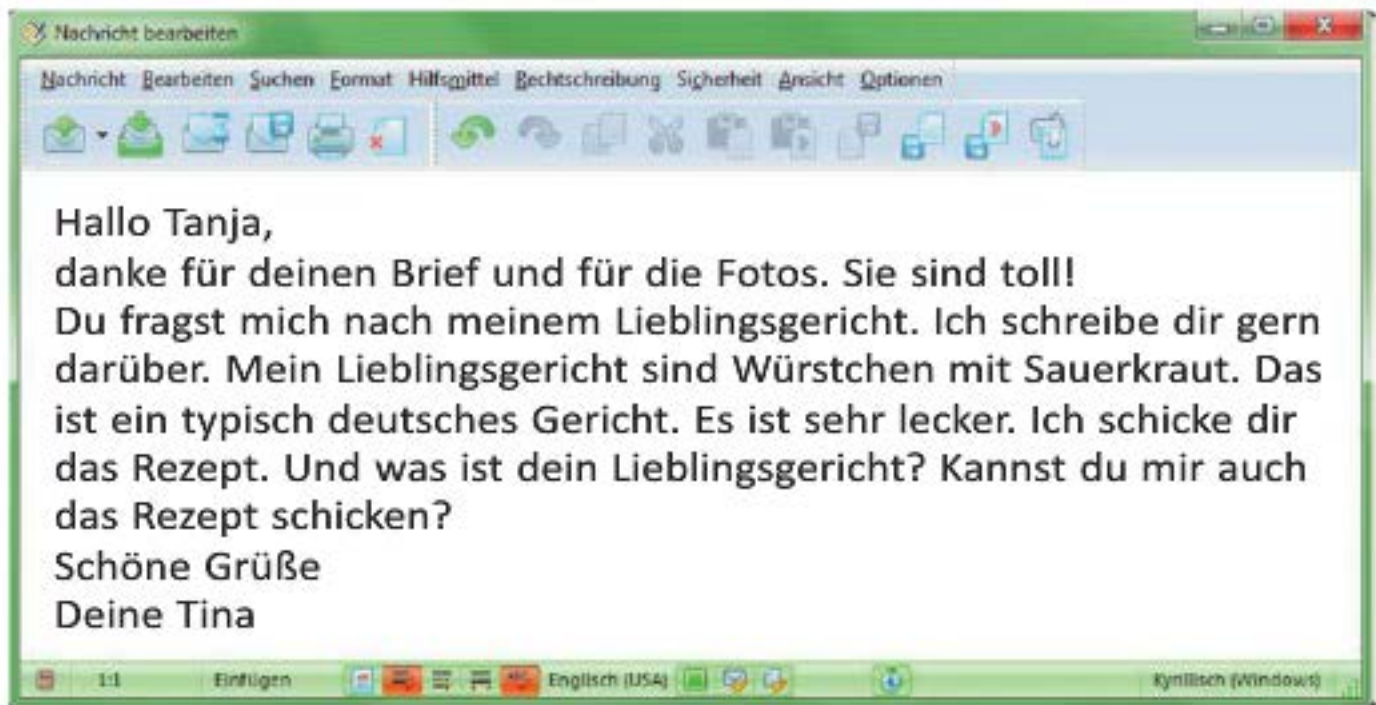 Nachricht bearbeiten
Nachricht Bearbeiten Suchen Format Hilfsmittel Rechtschreibung Sicherheit Ansicht Optionen
Hallo Tanja,
danke für deinen Brief und für die Fotos. Sie sind toll!
Du fragst mich nach meinem Lieblingsgericht. Ich schreibe dir gern
darüber. Mein Lieblingsgericht sind Würstchen mit Sauerkraut. Das
ist ein typisch deutsches Gericht. Es ist sehr lecker. Ich schicke dir
das Rezept. Und was ist dein Lieblingsgericht? Kannst du mir auch
das Rezept schicken?
Schöne Grüße
Deine Tina
1:1 Einfügen Englisch (USA) Kyrillisch (Windows)